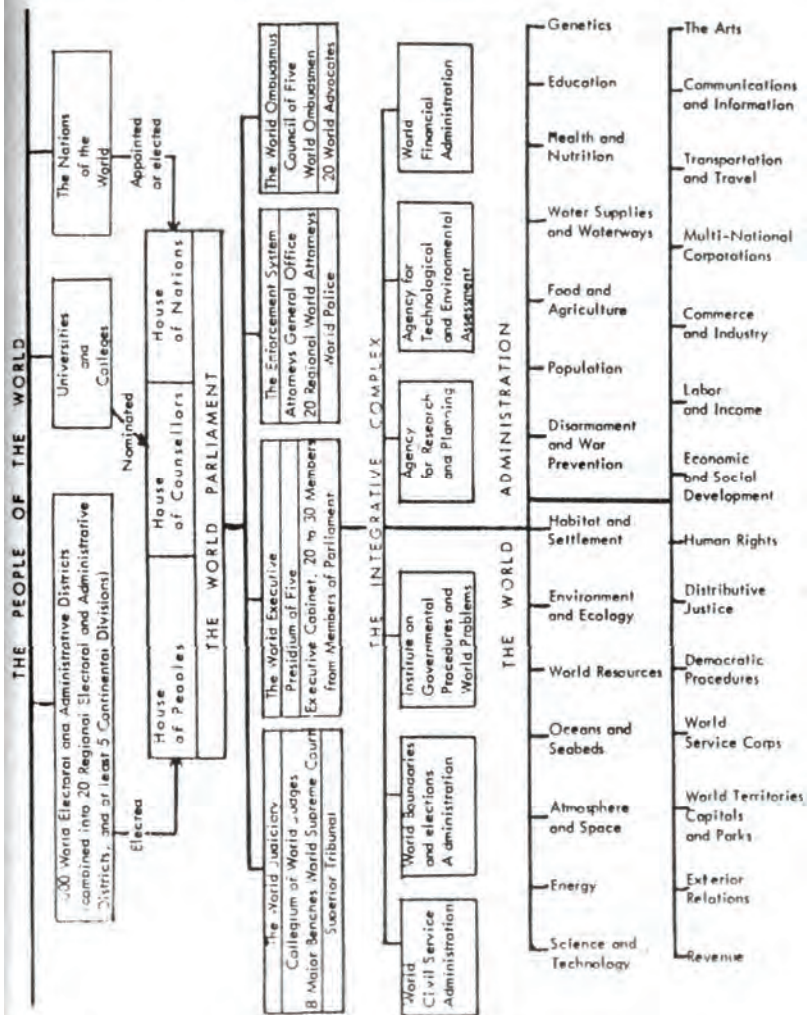 THE PEOPLE OF THE WORLD
World Electoral and Administrative Districts
(combined into 20 Regional Electoral and Administrative
Districts, and at least 5 Continental Divisions)
Universities
and
Colleges
The Nations
of the
World
Elected
Nominated
Appointed
or elected
House
of Peoples
House
of Counsellors
House
of Nations
THE WORLD PARLIAMENT
The World Judiciary
Collegium of World Judges
8 Major Benches World Supreme Court
Superior Tribunal
The World Executive
Presidium of Five
Executive Cabinet, 20 to 30 Members
from Members of Parliament
The Enforcement System
Attorneys General Office
20 Regional World Attorneys
World Police
The World Ombudsmus
Council of Five
World Ombudsmen
20 World Advocates
THE INTEGRATIVE COMPLEX
World
Civil Service
Administration
World Boundaries
and elections
Administration
Institute on
Governmental
Procedures and
World Problems
Agency
for Research
and Planning
Agency for
Technological
and Environmental
Assessment
World
Financial
Administration
THE WORLD ADMINISTRATION
Genetics
Education
Health and
Nutrition
Water Supplies
and Waterways
Food and
Agriculture
Population
Disarmament
and War
Prevention
Habitat and
Settlement
Environment
and Ecology
World Resources
Oceans and
Seabeds
Atmosphere
and Space
Energy
Science and
Technology
The Arts
Communications
and Information
Transportation
and Travel
Multi-National
Corporations
Commerce
and Industry
Labor
and Income
Economic
and Social
Development
Human Rights
Distributive
Justice
Democratic
Procedures
World
Service Corps
World Territories
Capitals
and Parks
Exterior
Relations
Revenue